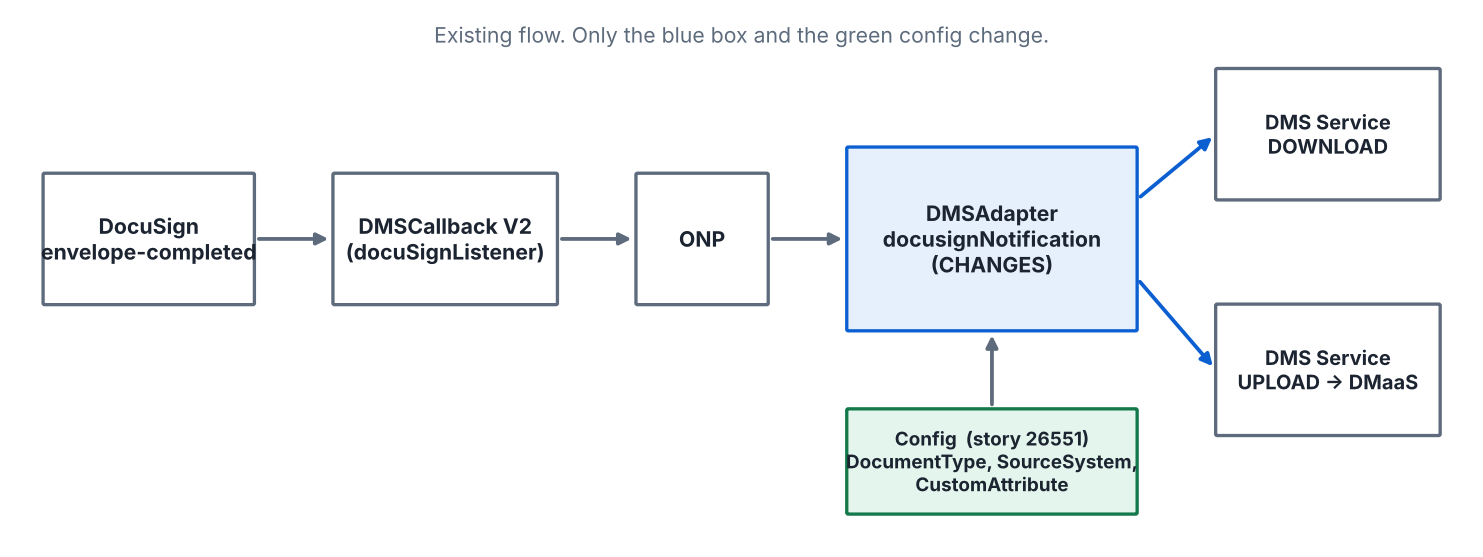 Existing flow. Only the blue box and the green config change.
DocuSign
envelope-completed
DMSCallback V2
(docuSignListener)
ONP
DMSAdapter
docusignNotification
(CHANGES)
DMS Service
DOWNLOAD
DMS Service
UPLOAD → DMaaS
Config (story 26551)
DocumentType, SourceSystem,
CustomAttribute